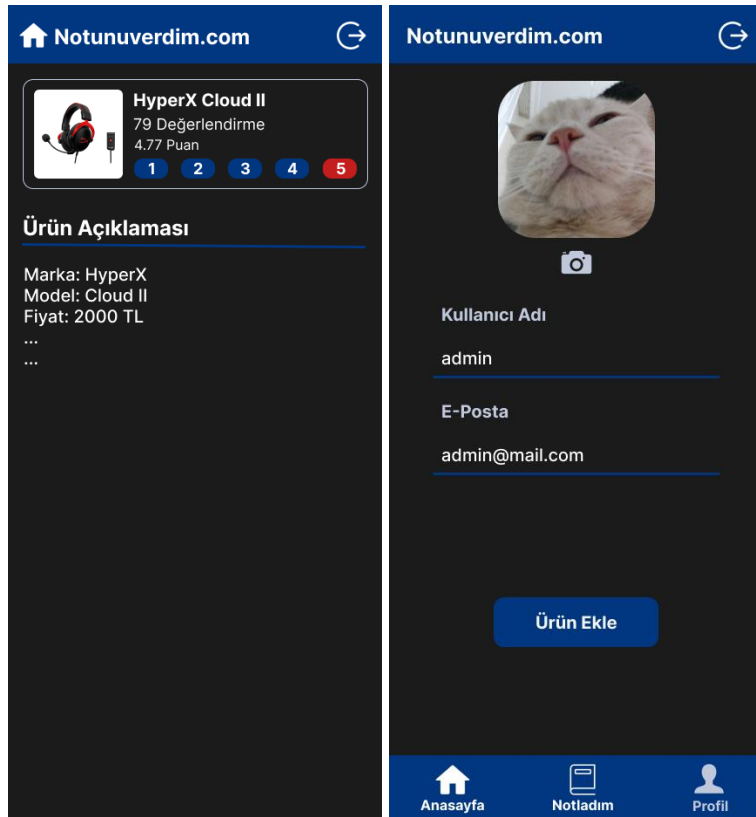 Notunuverdim.com
HyperX Cloud II
79 Değerlendirme
4.77 Puan
1 2 3 4 5
Ürün Açıklaması
Marka: HyperX
Model: Cloud II
Fiyat: 2000 TL
...
...
Notunuverdim.com
Kullanıcı Adı
admin
E-Posta
admin@mail.com
Ürün Ekle
Anasayfa Notladım Profil